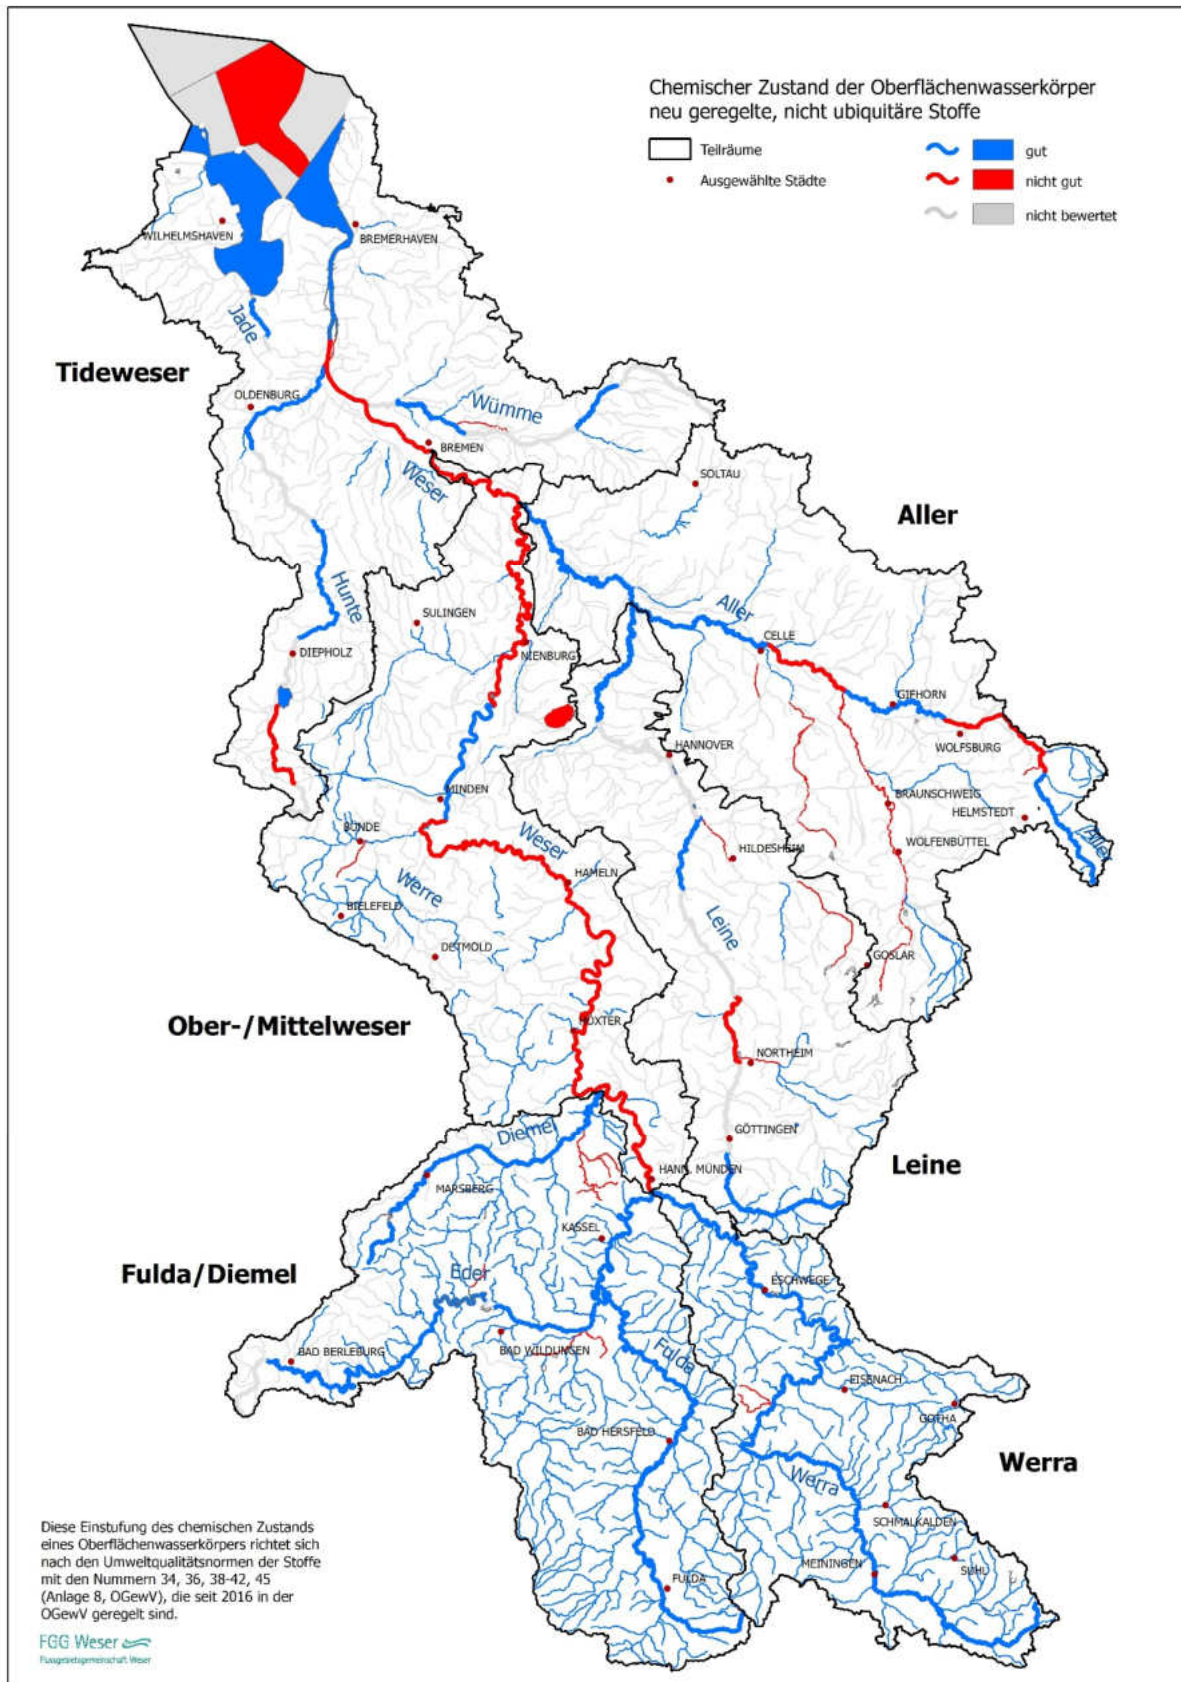 Chemischer Zustand der Oberflächenwasserkörper
neu geregelte, nicht ubiquitäre Stoffe
Teilräume
gut
Ausgewählte Städte
nicht gut
nicht bewertet
WILHELMSHAVEN
BREMERHAVEN
Jade
Tideweser
OLDENBURG
Wümme
BREMEN
Weser
SOLTAU
Aller
Hunte
Aller
SULINGEN
CELLE
NIENBURG
DIEPHOLZ
GIFHORN
WOLFSBURG
HANNOVER
MINDEN
BRAUNSCHWEIG
HELMSTEDT
BÜNDE
Weser
WOLFENBÜTTEL
Aller
HILDESHEIM
HAMELN
Werre
BIELEFELD
Leine
DETMOLD
GOSLAR
Ober-/Mittelweser
HÖXTER
NORTHEIM
Diemel
GÖTTINGEN
Leine
HANN. MÜNDEN
MARSBERG
KASSEL
Fulda/Diemel
Eder
ESCHWEGE
BAD BERLEBURG
BAD WILDUNGEN
Fulda
EISENACH
GOTHA
BAD HERSFELD
Werra
Werra
SCHMALKALDEN
MEININGEN
SUHL
FULDA
Diese Einstufung des chemischen Zustands
eines Oberflächenwasserkörpers richtet sich
nach den Umweltqualitätsnormen der Stoffe
mit den Nummern 34, 36, 38-42, 45
(Anlage 8, OGewV), die seit 2016 in der
OGewV geregelt sind.
FGG Weser
Flussgebietsgemeinschaft Weser